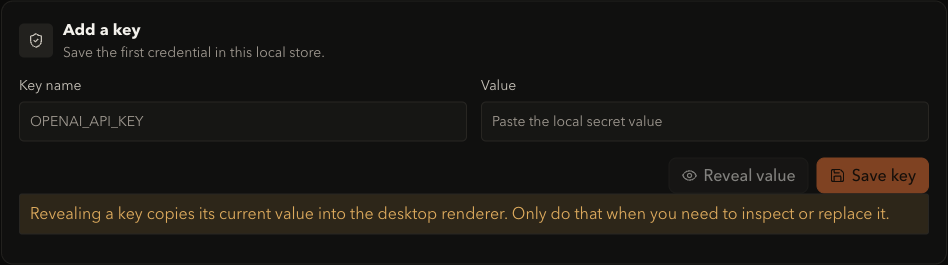 Add a key
Save the first credential in this local store.
Key name
Value
OPENAI_API_KEY
Paste the local secret value
Reveal value
Save key
Revealing a key copies its current value into the desktop renderer. Only do that when you need to inspect or replace it.